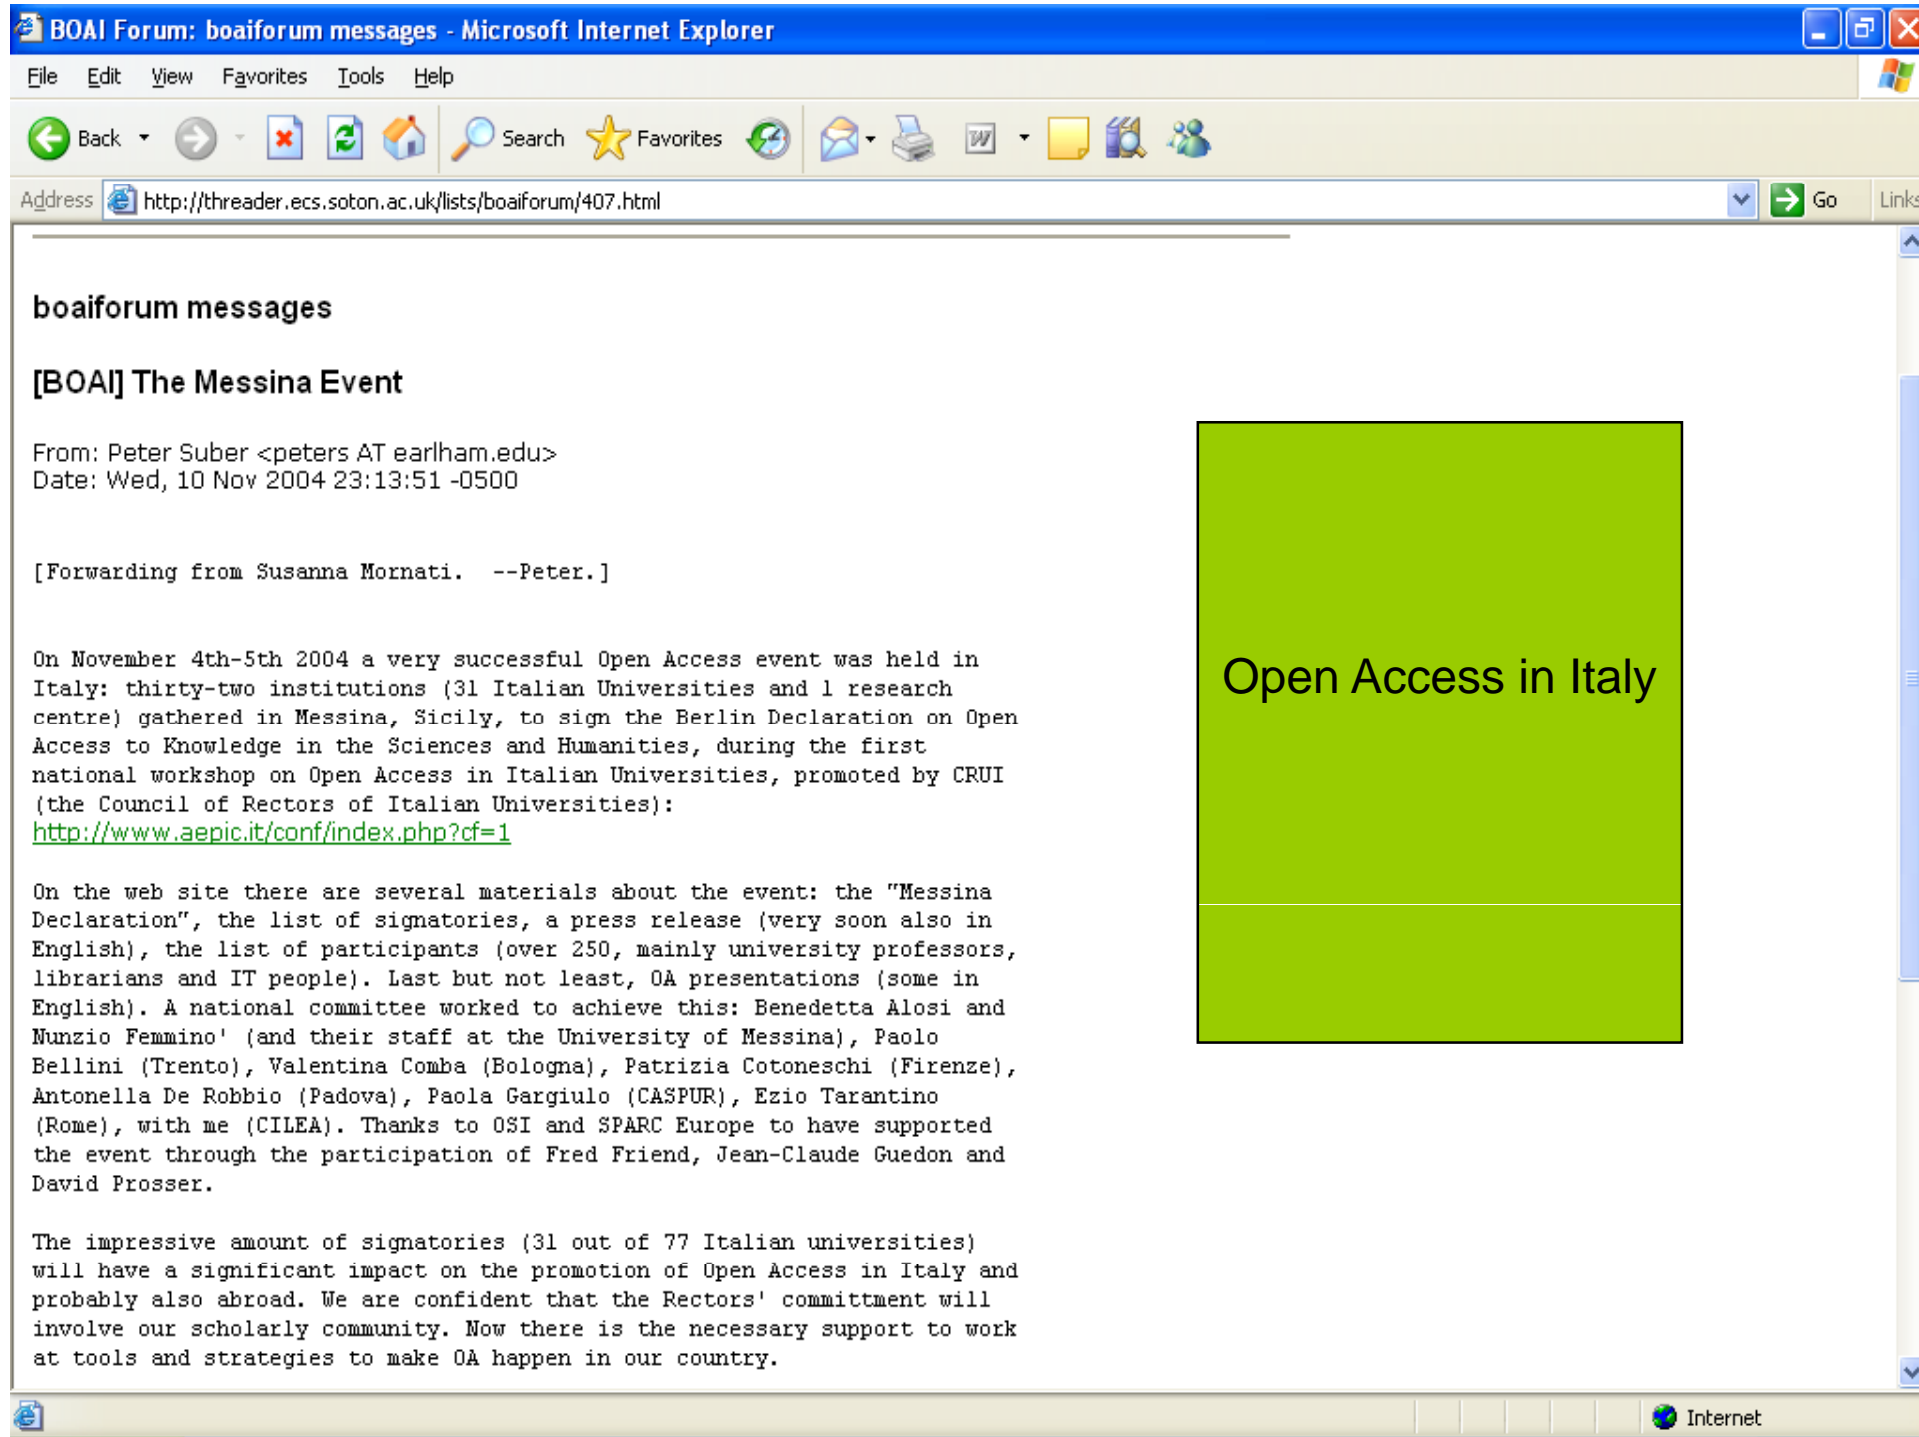 BOAI Forum: boaiforum messages - Microsoft Internet Explorer
File Edit View Favorites Tools Help
Back Search Favorites
Address http://threader.ecs.soton.ac.uk/lists/boaiforum/407.html Go Links
boaiforum messages
[BOAI] The Messina Event
From: Peter Suber <peters AT earlham.edu>
Date: Wed, 10 Nov 2004 23:13:51 -0500
[Forwarding from Susanna Mornati. --Peter.]
On November 4th-5th 2004 a very successful Open Access event was held in
Italy: thirty-two institutions (31 Italian Universities and 1 research
centre) gathered in Messina, Sicily, to sign the Berlin Declaration on Open
Access to Knowledge in the Sciences and Humanities, during the first
national workshop on Open Access in Italian Universities, promoted by CRUI
(the Council of Rectors of Italian Universities):
http://www.aepic.it/conf/index.php?cf=1
On the web site there are several materials about the event: the "Messina
Declaration", the list of signatories, a press release (very soon also in
English), the list of participants (over 250, mainly university professors,
librarians and IT people). Last but not least, OA presentations (some in
English). A national committee worked to achieve this: Benedetta Alosi and
Nunzio Femmino' (and their staff at the University of Messina), Paolo
Bellini (Trento), Valentina Comba (Bologna), Patrizia Cotoneschi (Firenze),
Antonella De Robbio (Padova), Paola Gargiulo (CASPUR), Ezio Tarantino
(Rome), with me (CILEA). Thanks to OSI and SPARC Europe to have supported
the event through the participation of Fred Friend, Jean-Claude Guedon and
David Prosser.
The impressive amount of signatories (31 out of 77 Italian universities)
will have a significant impact on the promotion of Open Access in Italy and
probably also abroad. We are confident that the Rectors' committment will
involve our scholarly community. Now there is the necessary support to work
at tools and strategies to make OA happen in our country.
Open Access in Italy
Internet